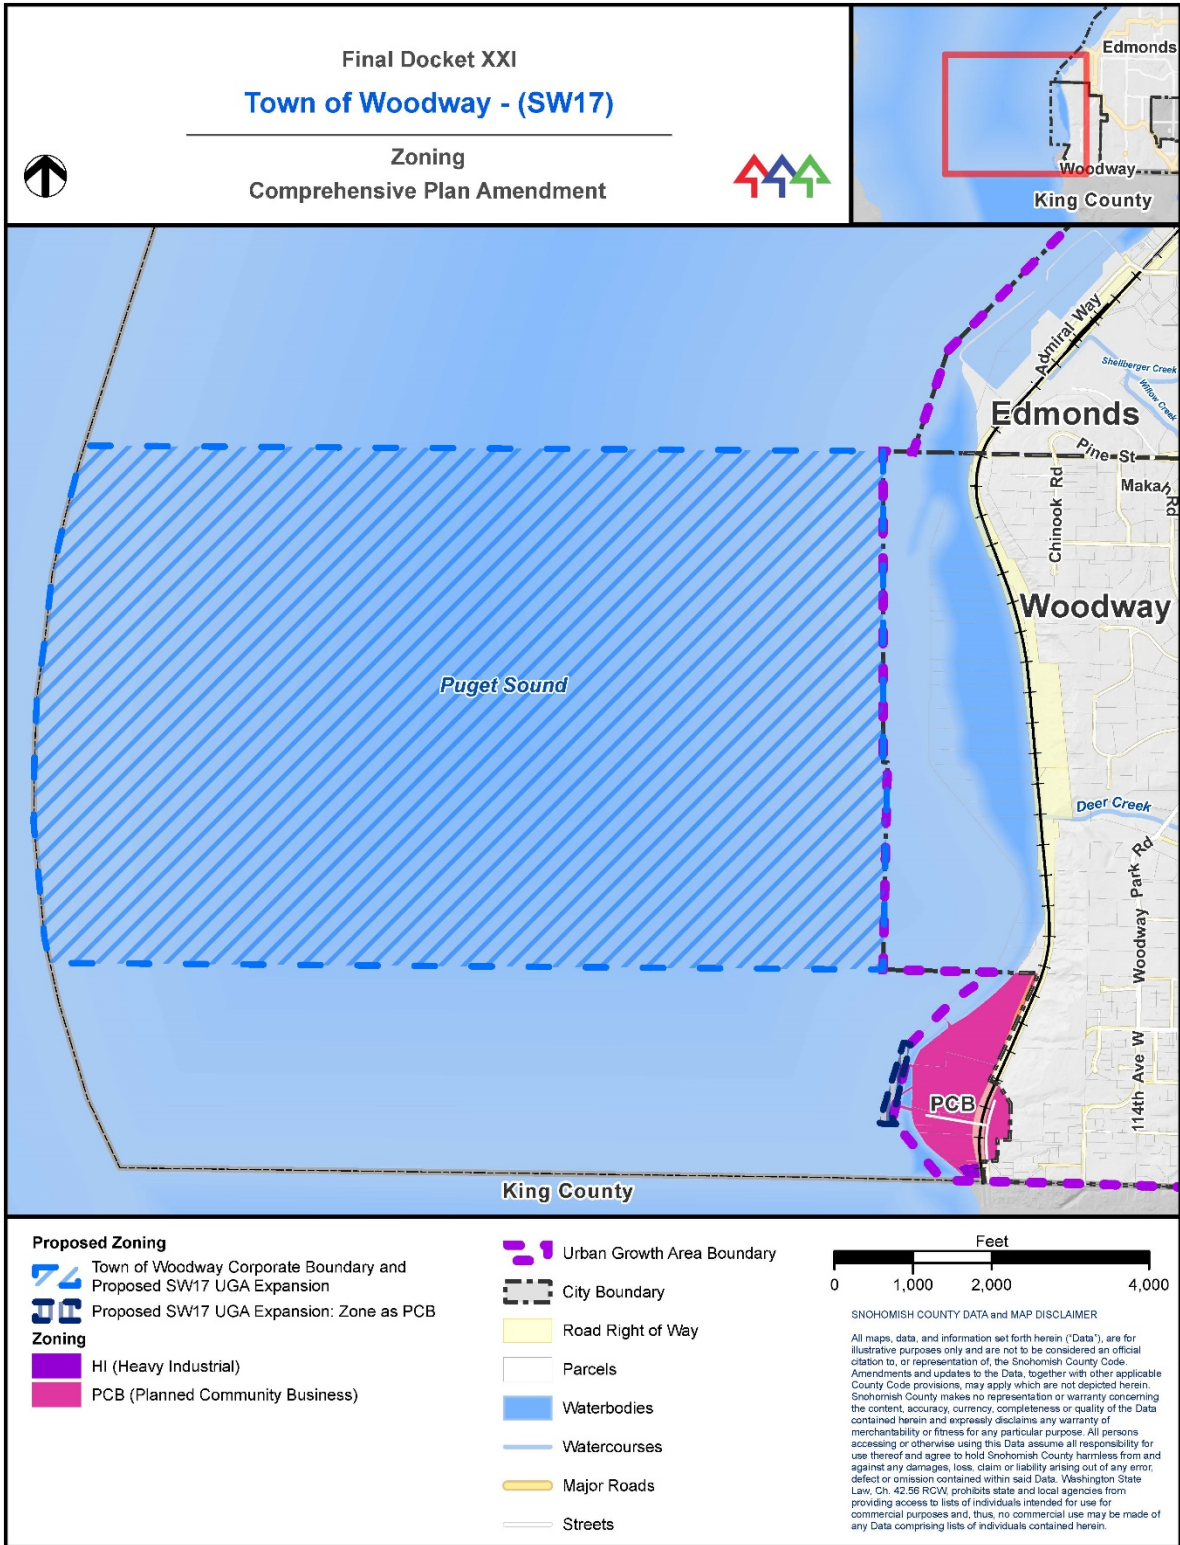 Final Docket XXI
Town of Woodway - (SW17)
Zoning
Comprehensive Plan Amendment
Edmonds
Woodway
King County
Admiral Way
Shellberger Creek
Willow Creek
Edmonds
Pine St
Makah Rd
Chinook Rd
Woodway
Puget Sound
Deer Creek
Woodway Park Rd
114th Ave W
PCB
King County
Proposed Zoning
Town of Woodway Corporate Boundary and
Proposed SW17 UGA Expansion
Proposed SW17 UGA Expansion: Zone as PCB
Zoning
HI (Heavy Industrial)
PCB (Planned Community Business)
Urban Growth Area Boundary
City Boundary
Road Right of Way
Parcels
Waterbodies
Watercourses
Major Roads
Streets
Feet
0 1,000 2,000 4,000
SNOHOMISH COUNTY DATA and MAP DISCLAIMER
All maps, data, and information set forth herein ("Data"), are for
illustrative purposes only and are not to be considered an official
citation to, or representation of, the Snohomish County Code.
Amendments and updates to the Data, together with other applicable
County Code provisions, may apply which are not depicted herein.
Snohomish County makes no representation or warranty concerning
the content, accuracy, currency, completeness or quality of the Data
contained herein and expressly disclaims any warranty of
merchantability or fitness for any particular purpose. All persons
accessing or otherwise using this Data assume all responsibility for
use thereof and agree to hold Snohomish County harmless from and
against any damages, loss, claim or liability arising out of any error,
defect or omission contained within said Data. Washington State
Law, Ch. 42.56 RCW, prohibits state and local agencies from
providing access to lists of individuals intended for use for
commercial purposes and, thus, no commercial use may be made of
any Data comprising lists of individuals contained herein.